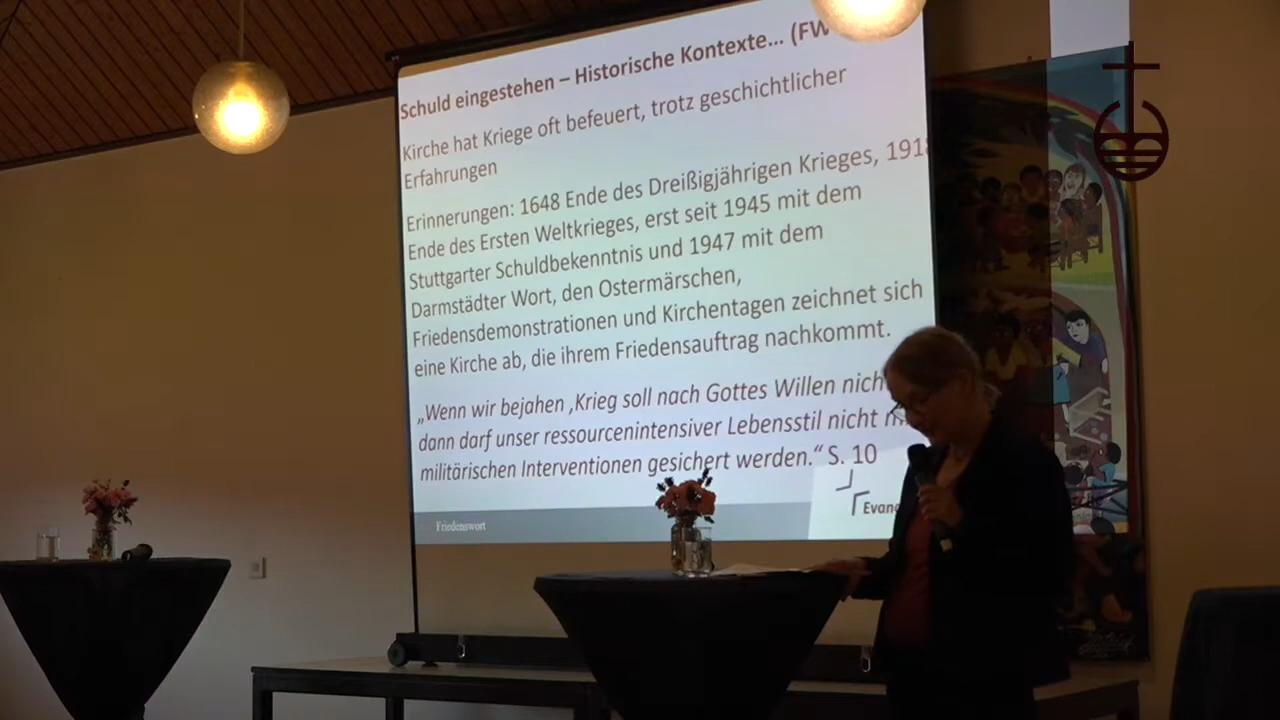 Schuld eingestehen – Historische Kontexte... (FW
Kirche hat Kriege oft befeuert, trotz geschichtlicher
Erfahrungen
Erinnerungen: 1648 Ende des Dreißigjährigen Krieges, 1918
Ende des Ersten Weltkrieges, erst seit 1945 mit dem
Stuttgarter Schuldbekenntnis und 1947 mit dem
Darmstädter Wort, den Ostermärschen,
Friedensdemonstrationen und Kirchentagen zeichnet sich
eine Kirche ab, die ihrem Friedensauftrag nachkommt.
„Wenn wir bejahen ‚Krieg soll nach Gottes Willen nich
dann darf unser ressourcenintensiver Lebensstil nicht
militärischen Interventionen gesichert werden.“ S. 10
Evan
Friedenswort